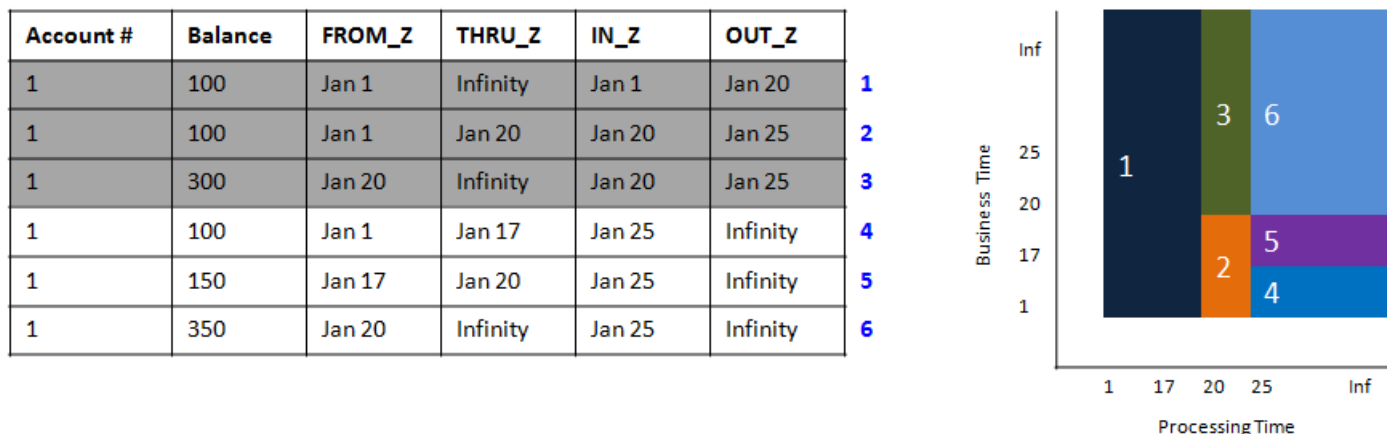 Account # Balance FROM_Z THRU_Z IN_Z OUT_Z
1 100 Jan 1 Infinity Jan 1 Jan 20 1
1 100 Jan 1 Jan 20 Jan 20 Jan 25 2
1 300 Jan 20 Infinity Jan 20 Jan 25 3
1 100 Jan 1 Jan 17 Jan 25 Infinity 4
1 150 Jan 17 Jan 20 Jan 25 Infinity 5
1 350 Jan 20 Infinity Jan 25 Infinity 6
Business Time
Inf
25
20
17
1
1
3
6
2
5
4
1 17 20 25 Inf
Processing Time